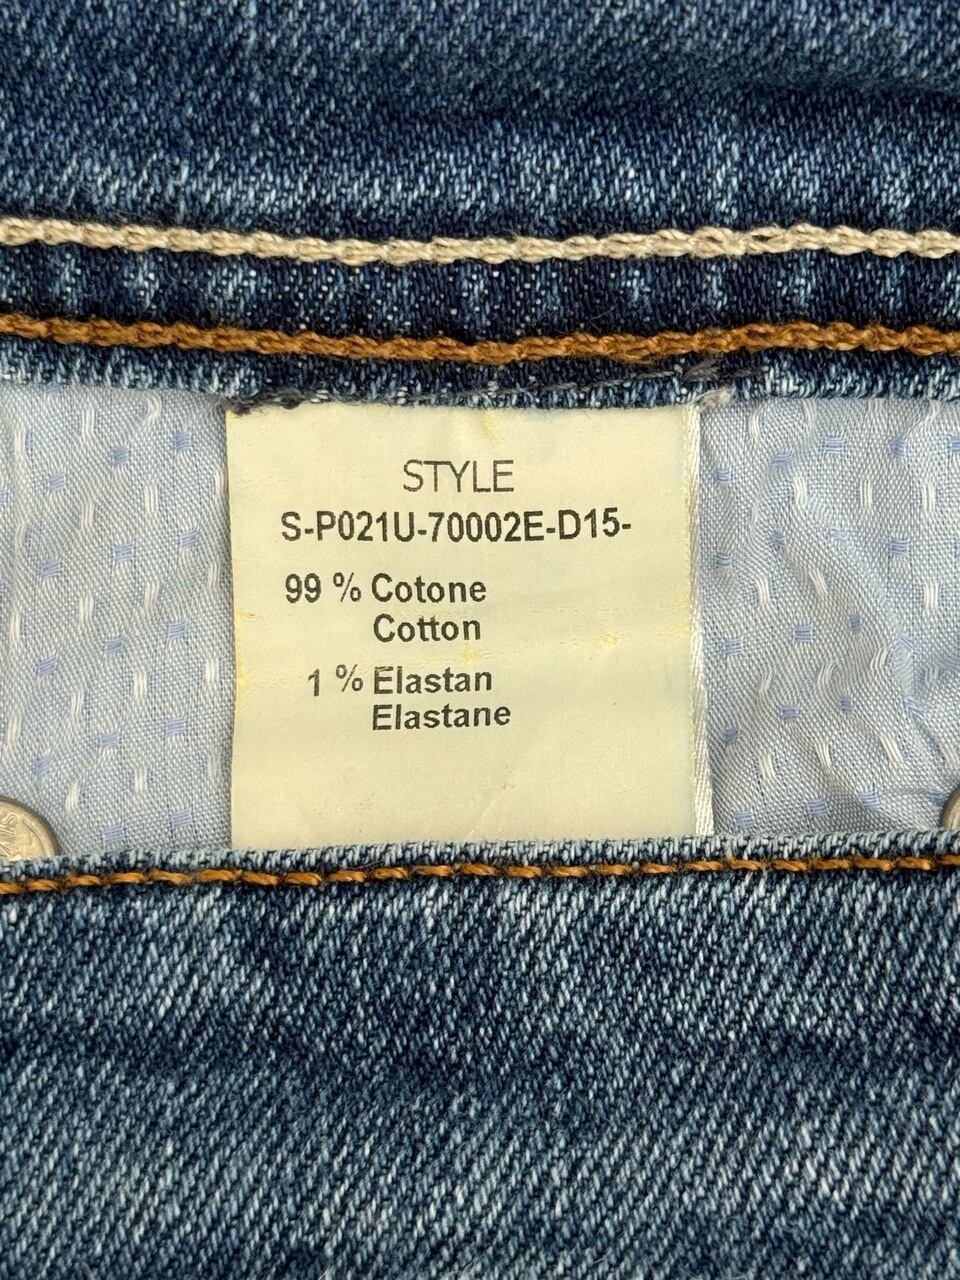 STYLE
S-P021U-70002E-D15-
99 % Cotone
Cotton
1 % Elastan
Elastane